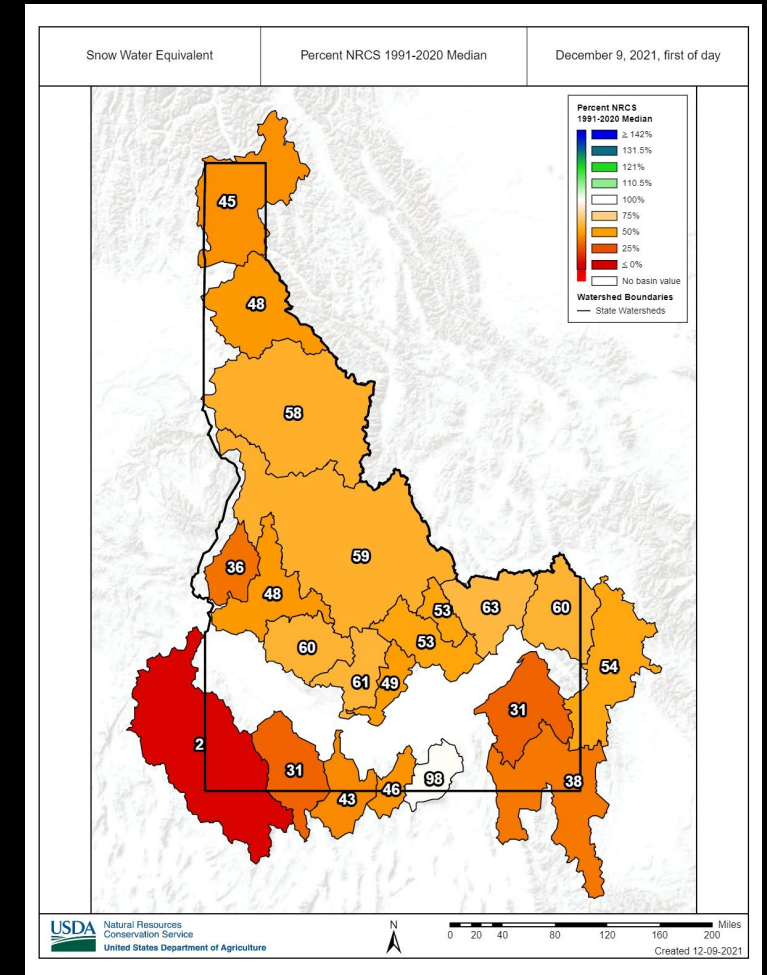 Snow Water Equivalent
Percent NRCS 1991-2020 Median
December 9, 2021, first of day
Percent NRCS
1991-2020 Median
≥ 142%
131.5%
121%
110.5%
100%
75%
50%
25%
≤ 0%
No basin value
Watershed Boundaries
State Watersheds
45
48
58
59
36
48
53
63
60
60
53
54
61
49
31
2
31
43
46
98
38
USDA
Natural Resources
Conservation Service
United States Department of Agriculture
N
Miles
0 20 40 80 120 160 200
Created 12-09-2021